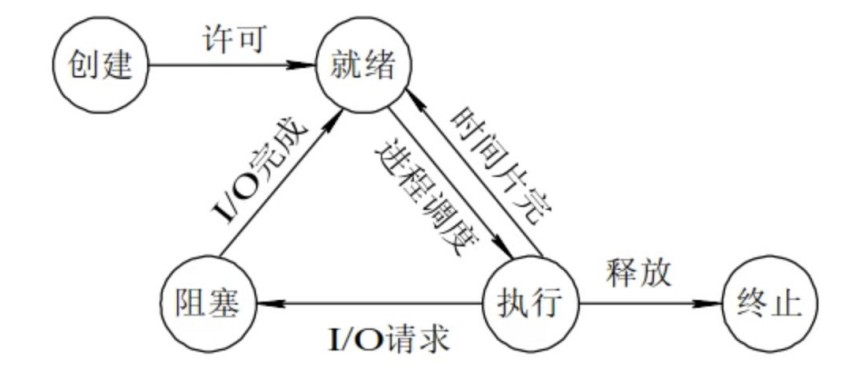 创建
许可
就绪
I/O完成
进程调度
时间片完
阻塞
I/O请求
执行
释放
终止